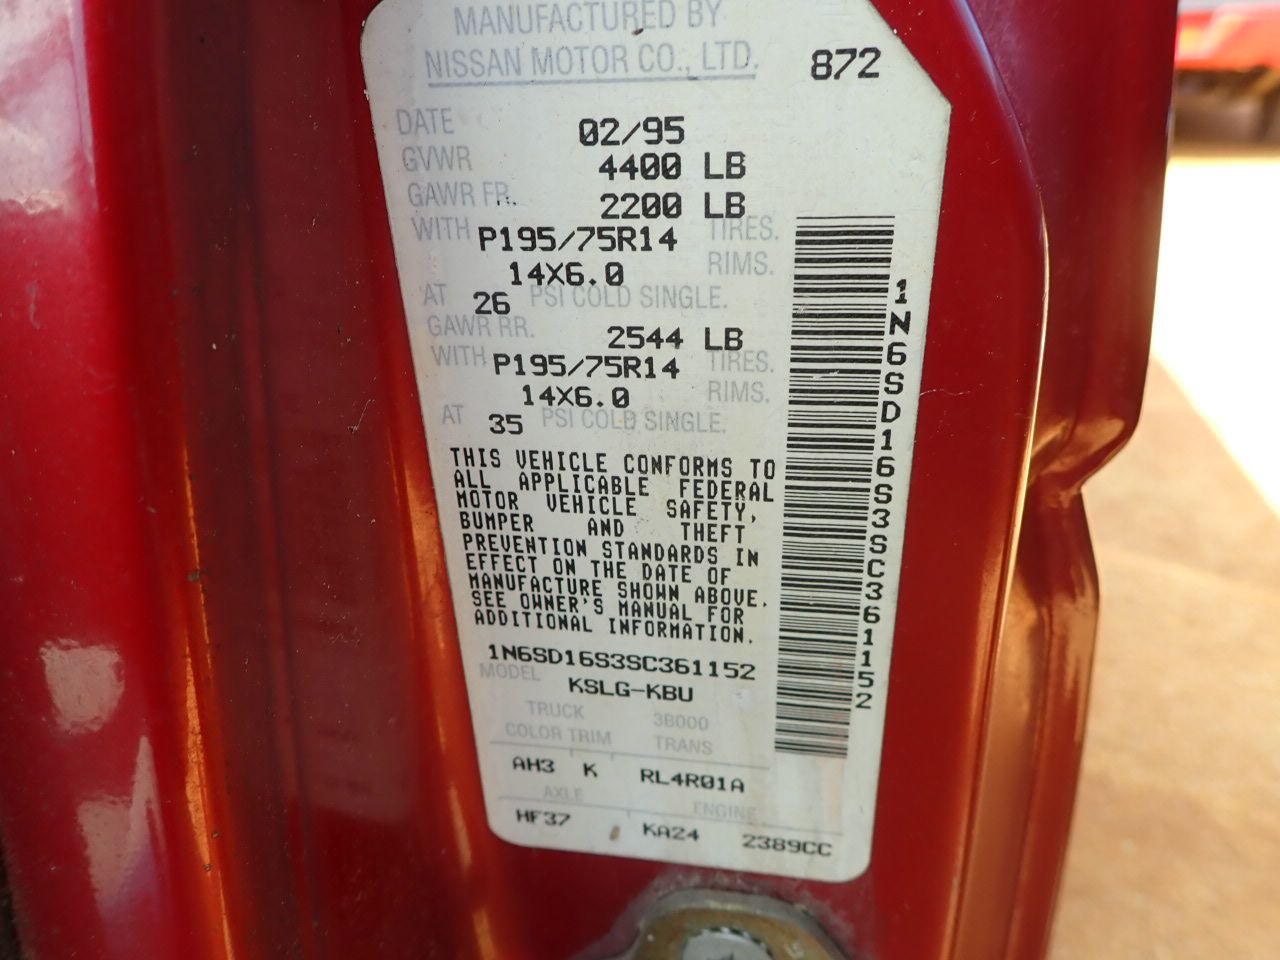 MANUFACTURED BY
NISSAN MOTOR CO., LTD. 872
DATE 02/95
GVWR 4400 LB
GAWR FR. 2200 LB
WITH P195/75R14 TIRES.
14X6.0 RIMS.
AT 26 PSI COLD SINGLE.
GAWR RR. 2544 LB
WITH P195/75R14 TIRES.
14X6.0 RIMS.
AT 35 PSI COLD SINGLE.
THIS VEHICLE CONFORMS TO
ALL APPLICABLE FEDERAL
MOTOR VEHICLE SAFETY,
BUMPER AND THEFT
PREVENTION STANDARDS IN
EFFECT ON THE DATE OF
MANUFACTURE SHOWN ABOVE.
SEE OWNER'S MANUAL FOR
ADDITIONAL INFORMATION.
1N6SD16S3SC361152
MODEL KSLG-KBU
TRUCK 3B000
COLOR TRIM TRANS
AH3 K RL4R01A
AXLE ENGINE
HF37 KA24 2389CC
1N6SD16S3SC361152